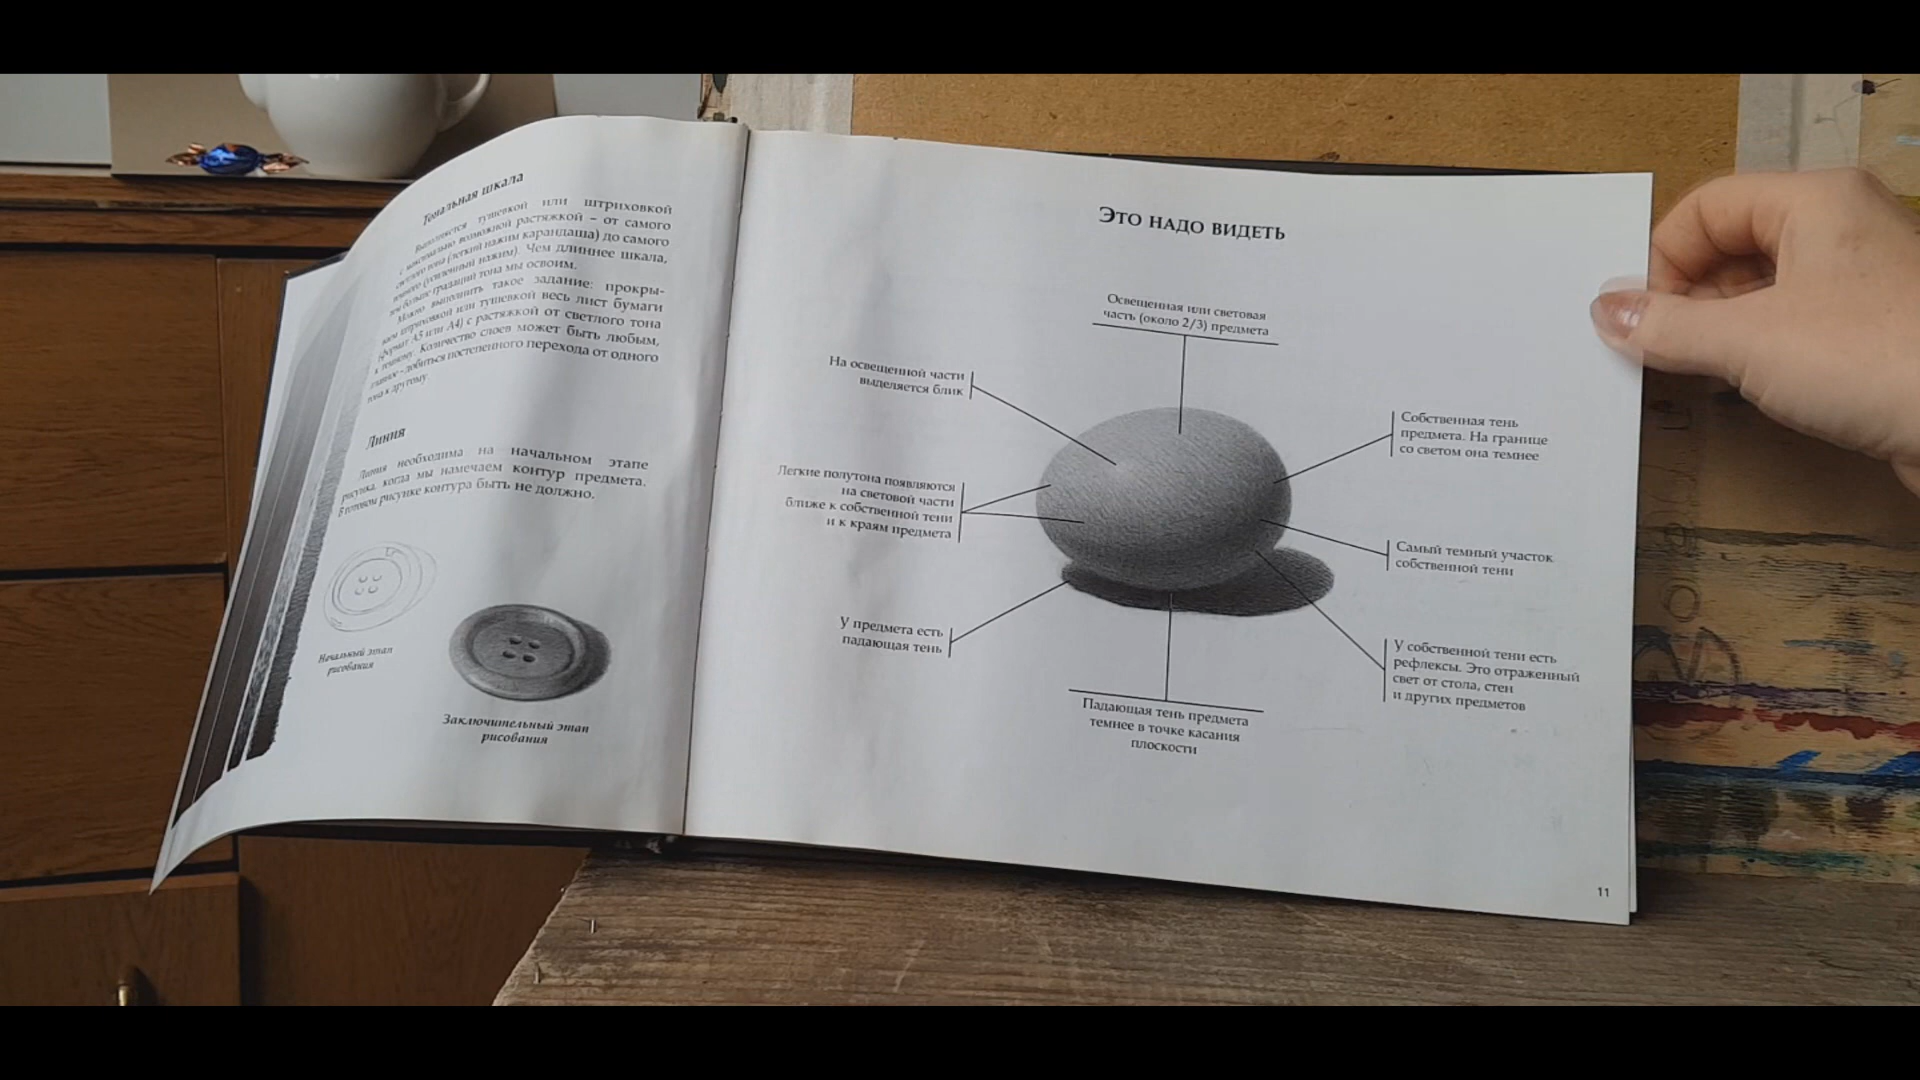 Тональная шкала
Выполняется тушевкой или штриховкой
с максимально возможной растяжкой – от самого
светлого тона (легкий нажим карандаша) до самого
темного (усиленный нажим). Чем длиннее шкала,
тем больше градаций тона мы освоим.
Можно выполнить такое задание: прокры-
ваем штриховкой или тушевкой весь лист бумаги
(формат А5 или А4) с растяжкой от светлого тона
к темному. Количество слоев может быть любым,
главное – добиться постепенного перехода от одного
тона к другому.
Линия
Линия необходима на начальном этапе
рисунка, когда мы намечаем контур предмета.
В готовом рисунке контура быть не должно.
Начальный этап
рисования
Заключительный этап
рисования
Это надо видеть
Освещенная или световая
часть (около 2/3) предмета
На освещенной части
выделяется блик
Легкие полутона появляются
на световой части
ближе к собственной тени
и к краям предмета
У предмета есть
падающая тень
Падающая тень предмета
темнее в точке касания
плоскости
Собственная тень
предмета. На границе
со светом она темнее
Самый темный участок
собственной тени
У собственной тени есть
рефлексы. Это отраженный
свет от стола, стен
и других предметов
11